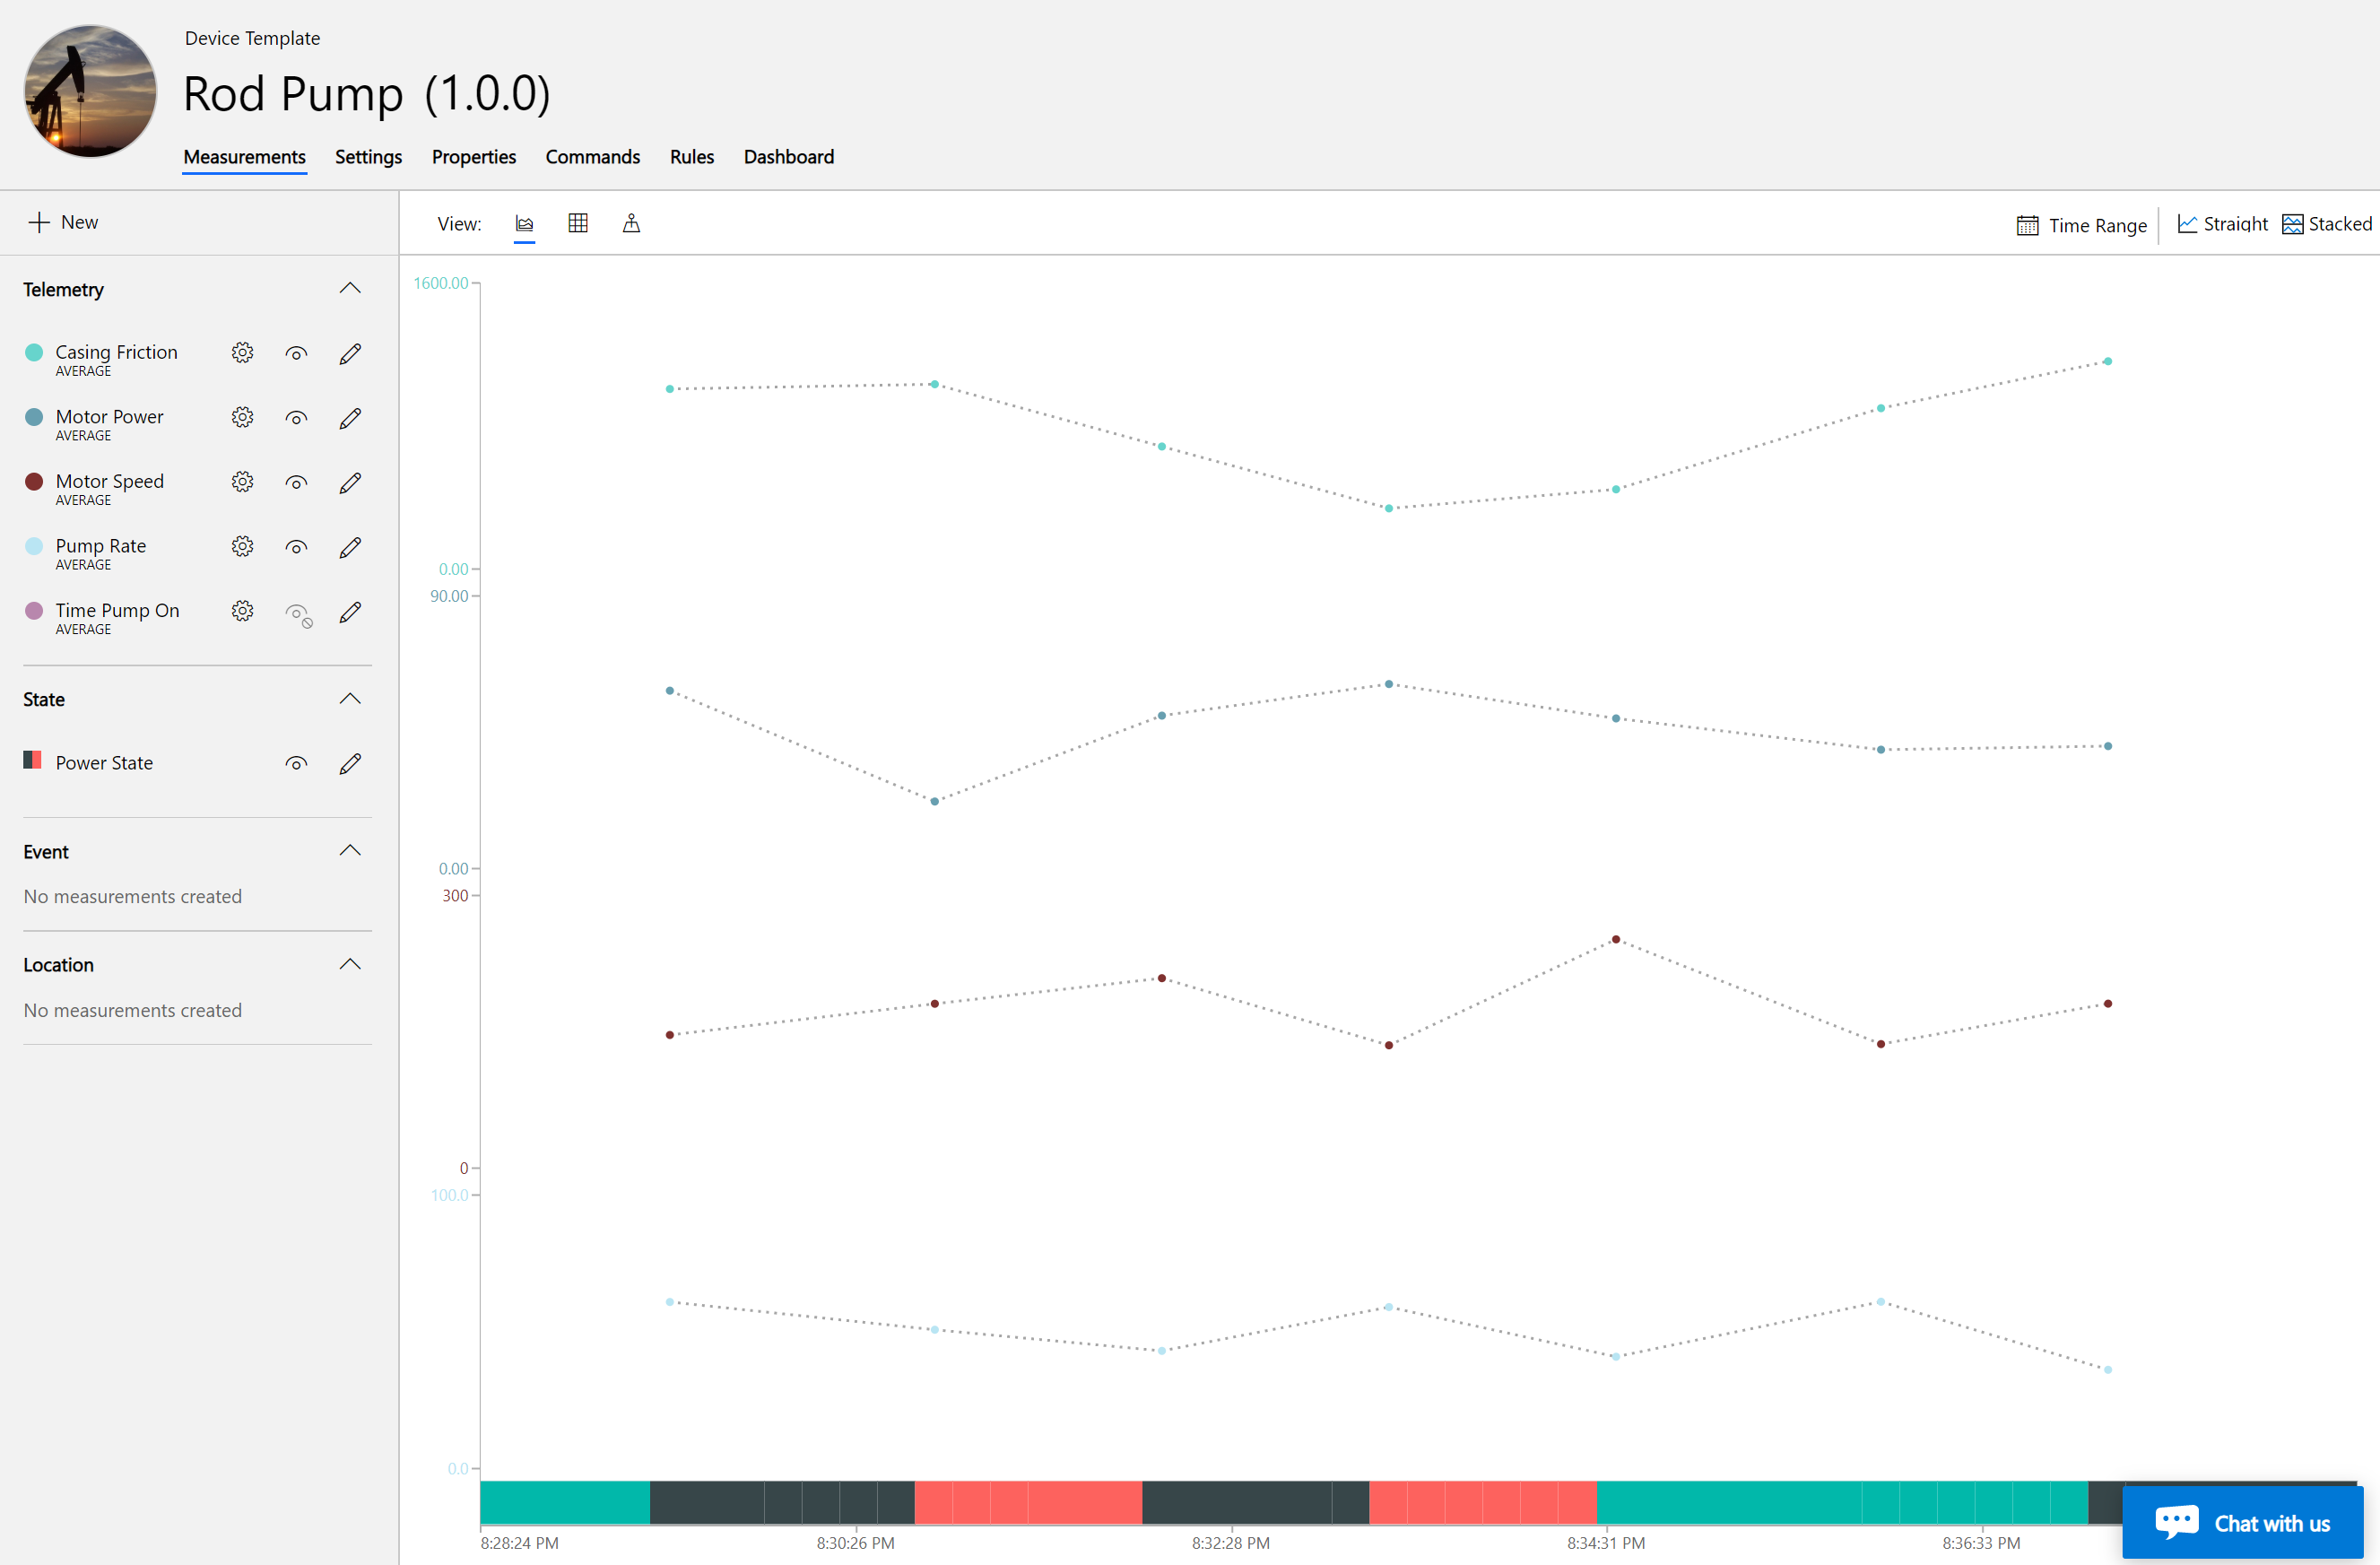 Device Template
Rod Pump (1.0.0)
Measurements Settings Properties Commands Rules Dashboard
New
View:
Time Range
Straight
Stacked
Telemetry
Casing Friction
AVERAGE
Motor Power
AVERAGE
Motor Speed
AVERAGE
Pump Rate
AVERAGE
Time Pump On
AVERAGE
State
Power State
Event
No measurements created
Location
No measurements created
1600.00
0.00
90.00
0.00
300
0
100.0
0.0
8:28:24 PM 8:30:26 PM 8:32:28 PM 8:34:31 PM 8:36:33 PM
Chat with us